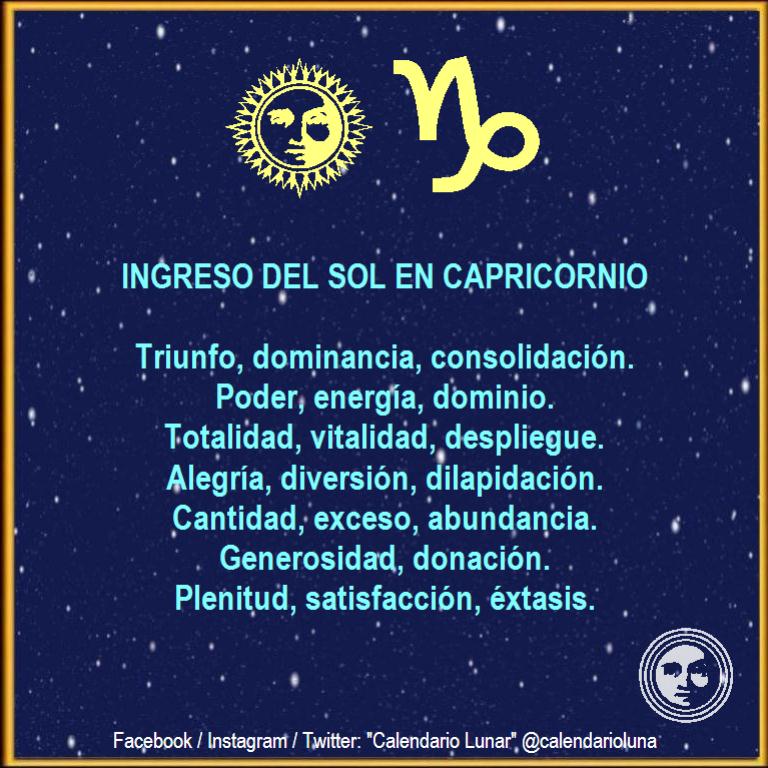 INGRESO DEL SOL EN CAPRICORNIO
Triunfo, dominancia, consolidación.
Poder, energía, dominio.
Totalidad, vitalidad, despliegue.
Alegría, diversión, dilapidación.
Cantidad, exceso, abundancia.
Generosidad, donación.
Plenitud, satisfacción, éxtasis.
Facebook / Instagram / Twitter: "Calendario Lunar" @calendarioluna